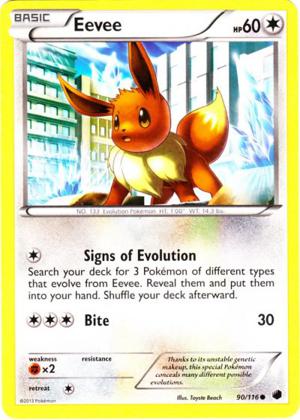 BASIC
Eevee HP60
NO. 133 Evolution Pokémon HT. 1'00" WT. 14.3 lbs.
Signs of Evolution
Search your deck for 3 Pokémon of different types
that evolve from Eevee. Reveal them and put them
into your hand. Shuffle your deck afterward.
Bite 30
weakness resistance
×2
retreat
Thanks to its unstable genetic
makeup, this special Pokémon
conceals many different possible
evolutions.
©2013 Pokémon
Illus. Toyste Beach 90/116